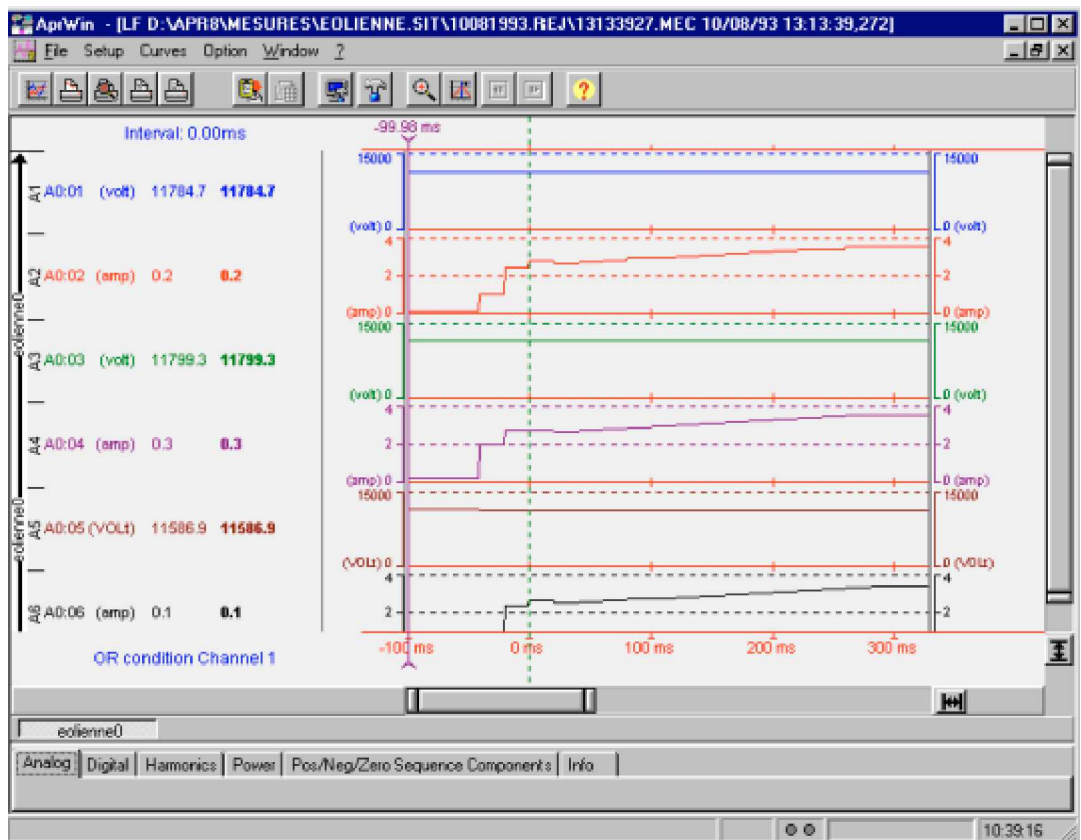 AprWin - [LF D:\APR8\MESURES\EOLIENNE.SIT\10081993.REJ\13133927.MEC 10/08/93 13:13:39,272]
File Setup Curves Option Window ?
Interval: 0.00ms
-99.98 ms
15000
15000
A1
A0:01 (volt) 11784.7 11784.7
(volt) 0
0 (volt)
4
4
A2
A0:02 (amp) 0.2 0.2
2
2
(amp) 0
0 (amp)
eolienne0
15000
15000
A3
A0:03 (volt) 11799.3 11799.3
(volt) 0
0 (volt)
4
4
A4
A0:04 (amp) 0.3 0.3
2
2
(amp) 0
0 (amp)
15000
15000
eolienne0
A5
A0:05 (VOLt) 11586.9 11586.9
(VOLt) 0
0 (VOLt)
4
4
A6
A0:06 (amp) 0.1 0.1
2
2
-100 ms 0 ms 100 ms 200 ms 300 ms
OR condition Channel 1
eolienne0
Analog Digital Harmonics Power Pos/Neg/Zero Sequence Components Info
10:39:16